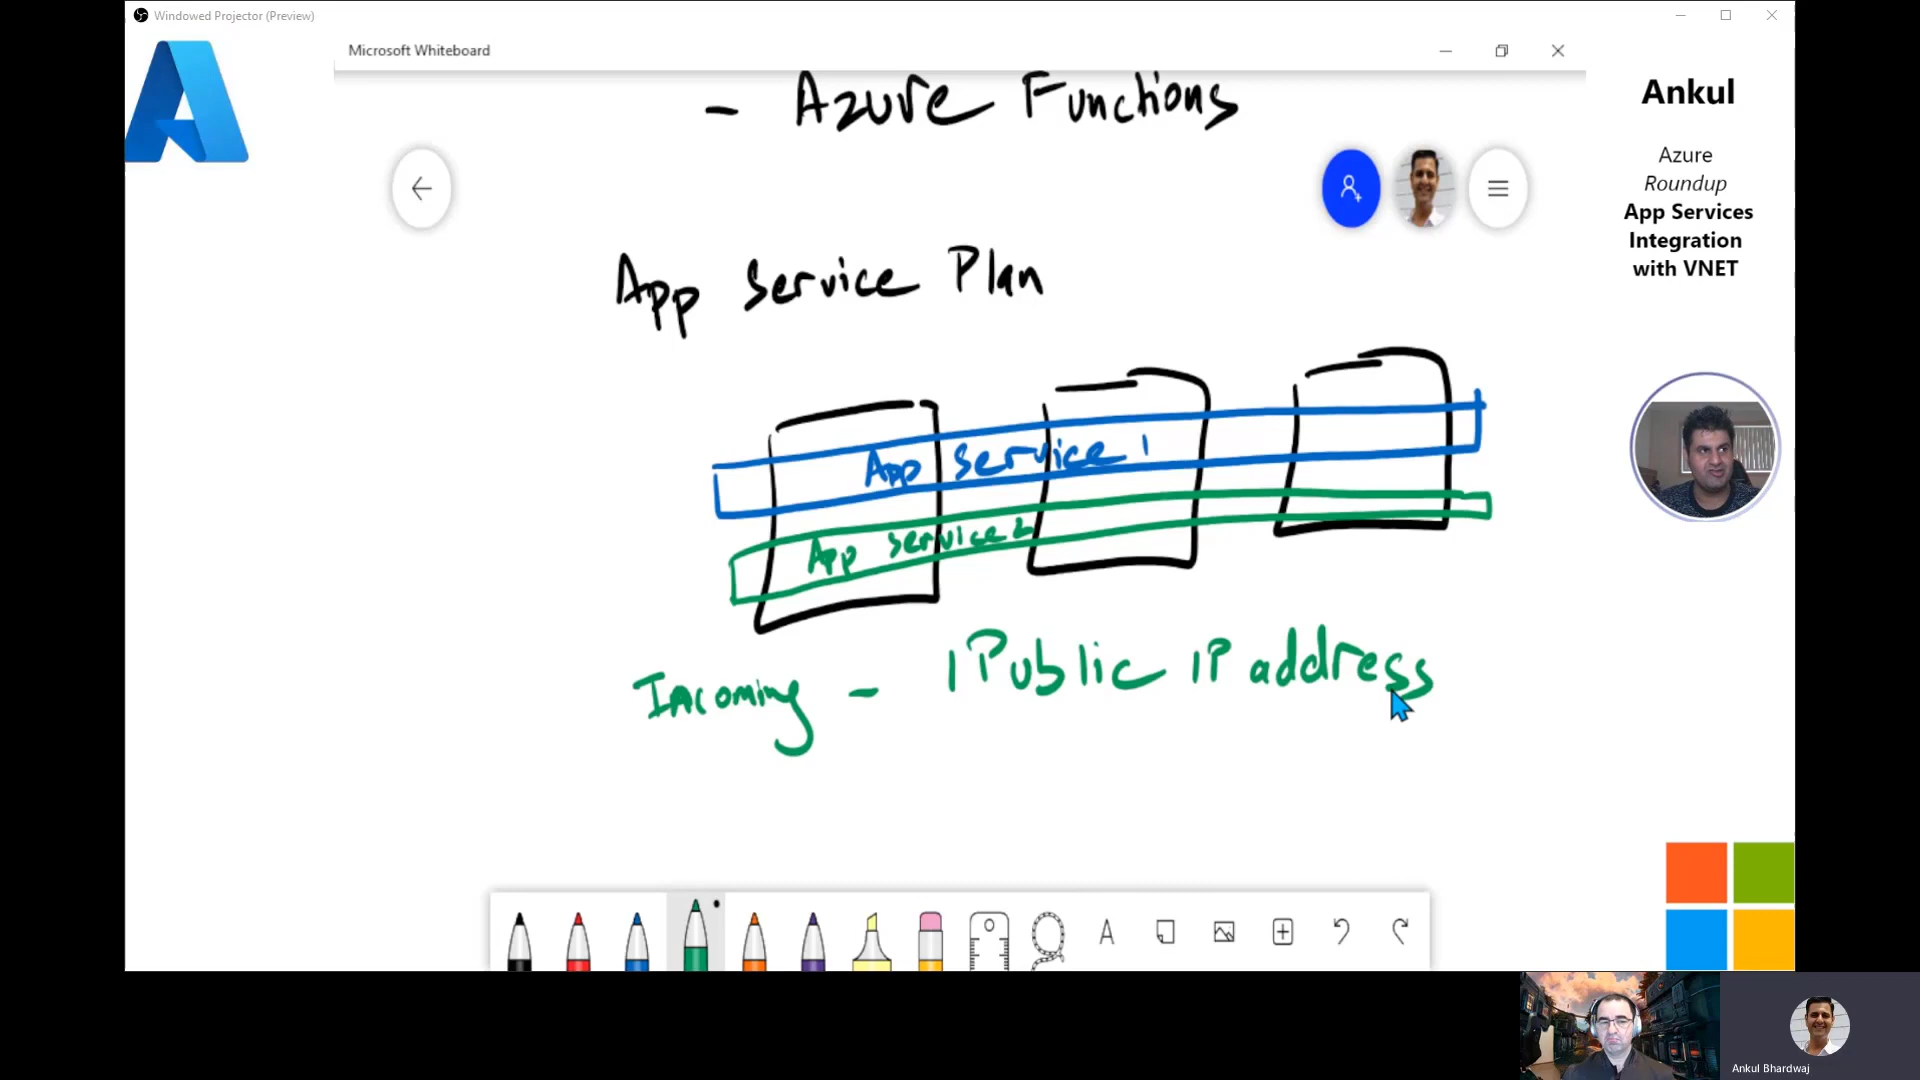 Windowed Projector (Preview)
Microsoft Whiteboard
- Azure Functions
Ankul
Azure
Roundup
App Services
Integration
with VNET
App Service Plan
App Service 1
App Service 2
Incoming - 1 Public IP address
A
Ankul Bhardwaj